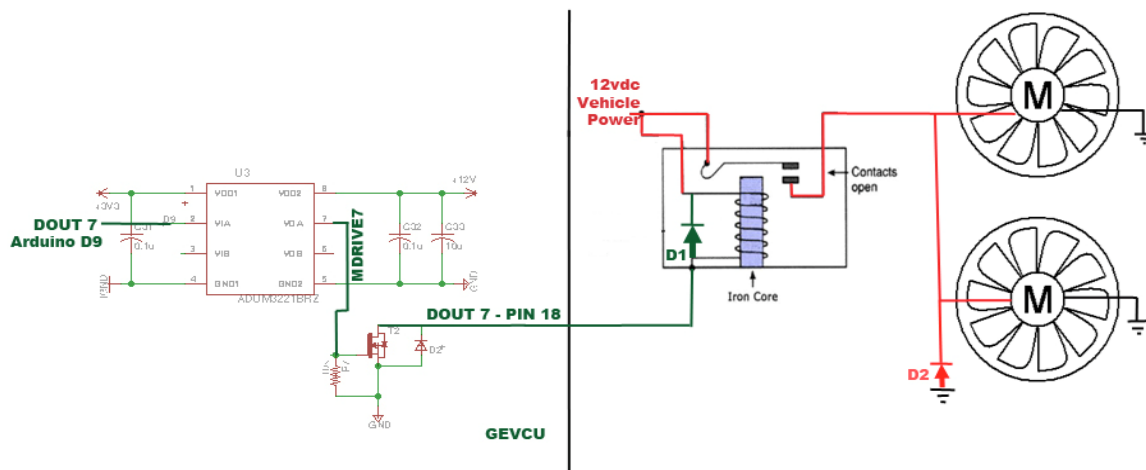 U3
+3V3
+12V
1
VDD1
VDD2
8
DOUT 7
Arduino D9
D9
2
VIA
VOA
7
C31
0.1u
3
VIB
VOB
6
C32
0.1u
C33
10u
GND
4
GND1
GND2
5
GND
ADUM3221BRZ
MDRIVE7
DOUT 7 - PIN 18
T2
D2
GND
GEVCU
12vdc
Vehicle
Power
Contacts
open
D1
Iron Core
M
M
D2